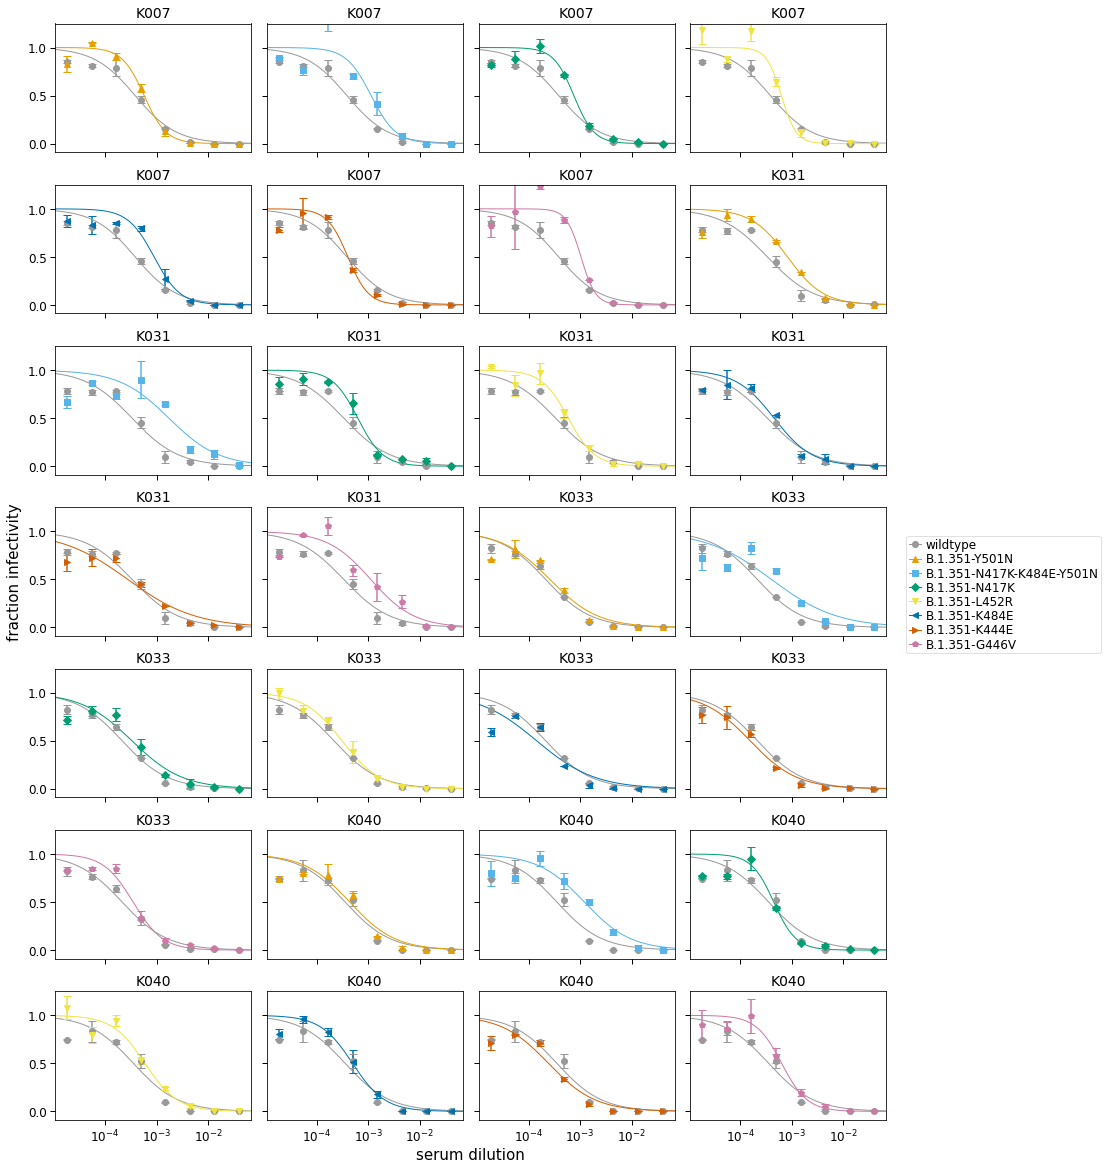 K007 K007 K007 K007
1.0
0.5
0.0
K007 K007 K007 K031
1.0
0.5
0.0
K031 K031 K031 K031
1.0
0.5
0.0
K031 K031 K033 K033
1.0
0.5
0.0
fraction infectivity
wildtype
B.1.351-Y501N
B.1.351-N417K-K484E-Y501N
B.1.351-N417K
B.1.351-L452R
B.1.351-K484E
B.1.351-K444E
B.1.351-G446V
K033 K033 K033 K033
1.0
0.5
0.0
K033 K040 K040 K040
1.0
0.5
0.0
K040 K040 K040 K040
1.0
0.5
0.0
10⁻⁴ 10⁻³ 10⁻² 10⁻⁴ 10⁻³ 10⁻² 10⁻⁴ 10⁻³ 10⁻² 10⁻⁴ 10⁻³ 10⁻²
serum dilution